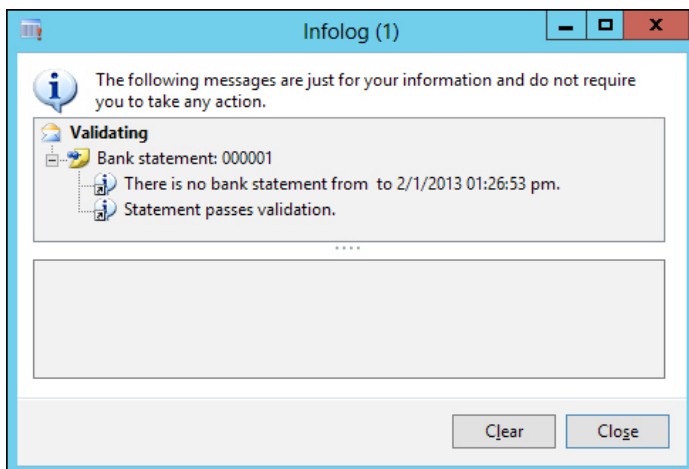 Infolog (1)
The following messages are just for your information and do not require
you to take any action.
Validating
Bank statement: 000001
There is no bank statement from  to 2/1/2013 01:26:53 pm.
Statement passes validation.
Clear
Close